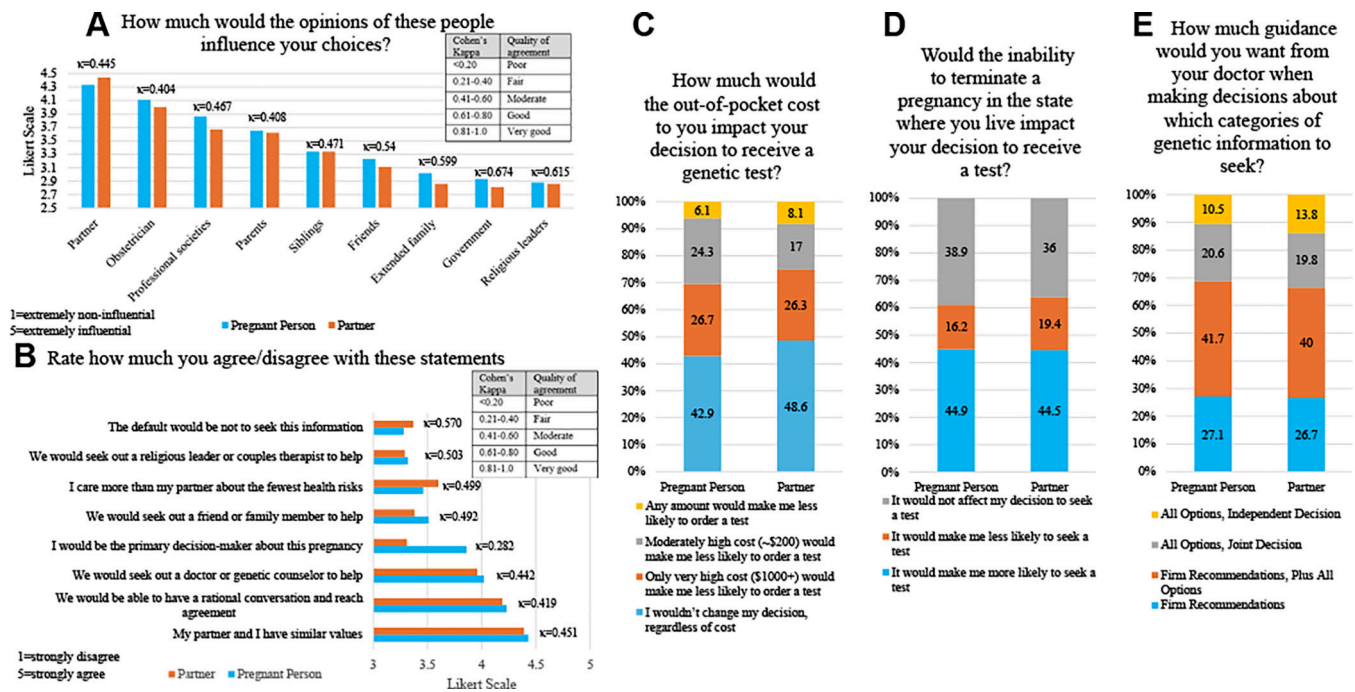 A
How much would the opinions of these people
influence your choices?
Cohen's Kappa Quality of agreement
<0.20 Poor
0.21-0.40 Fair
0.41-0.60 Moderate
0.61-0.80 Good
0.81-1.0 Very good
Likert Scale
4.5
4.3
4.1
3.9
3.7
3.5
3.3
3.1
2.9
2.7
2.5
κ=0.445
κ=0.404
κ=0.467
κ=0.408
κ=0.471
κ=0.54
κ=0.599
κ=0.674
κ=0.615
Partner
Obstetrician
Professional societies
Parents
Siblings
Friends
Extended family
Government
Religious leaders
1=extremely non-influential
5=extremely influential
Pregnant Person Partner
B
Rate how much you agree/disagree with these statements
Cohen's Kappa Quality of agreement
<0.20 Poor
0.21-0.40 Fair
0.41-0.60 Moderate
0.61-0.80 Good
0.81-1.0 Very good
The default would be not to seek this information κ=0.570
We would seek out a religious leader or couples therapist to help κ=0.503
I care more than my partner about the fewest health risks κ=0.499
We would seek out a friend or family member to help κ=0.492
I would be the primary decision-maker about this pregnancy κ=0.282
We would seek out a doctor or genetic counselor to help κ=0.442
We would be able to have a rational conversation and reach
agreement κ=0.419
My partner and I have similar values κ=0.451
3 3.5 4 4.5 5
Likert Scale
1=strongly disagree
5=strongly agree
Partner Pregnant Person
C
How much would
the out-of-pocket cost
to you impact your
decision to receive a
genetic test?
100%
90%
80%
70%
60%
50%
40%
30%
20%
10%
0%
6.1 8.1
24.3 17
26.7 26.3
42.9 48.6
Pregnant Person Partner
Any amount would make me less
likely to order a test
Moderately high cost (~$200) would
make me less likely to order a test
Only very high cost ($1000+) would
make me less likely to order a test
I wouldn't change my decision,
regardless of cost
D
Would the inability
to terminate a
pregnancy in the state
where you live impact
your decision to receive
a test?
100%
90%
80%
70%
60%
50%
40%
30%
20%
10%
0%
38.9 36
16.2 19.4
44.9 44.5
Pregnant Person Partner
It would not affect my decision to seek
a test
It would make me less likely to seek a
test
It would make me more likely to seek a
test
E
How much guidance
would you want from
your doctor when
making decisions about
which categories of
genetic information to
seek?
100%
90%
80%
70%
60%
50%
40%
30%
20%
10%
0%
10.5 13.8
20.6 19.8
41.7 40
27.1 26.7
Pregnant Person Partner
All Options, Independent Decision
All Options, Joint Decision
Firm Recommendations, Plus All
Options
Firm Recommendations